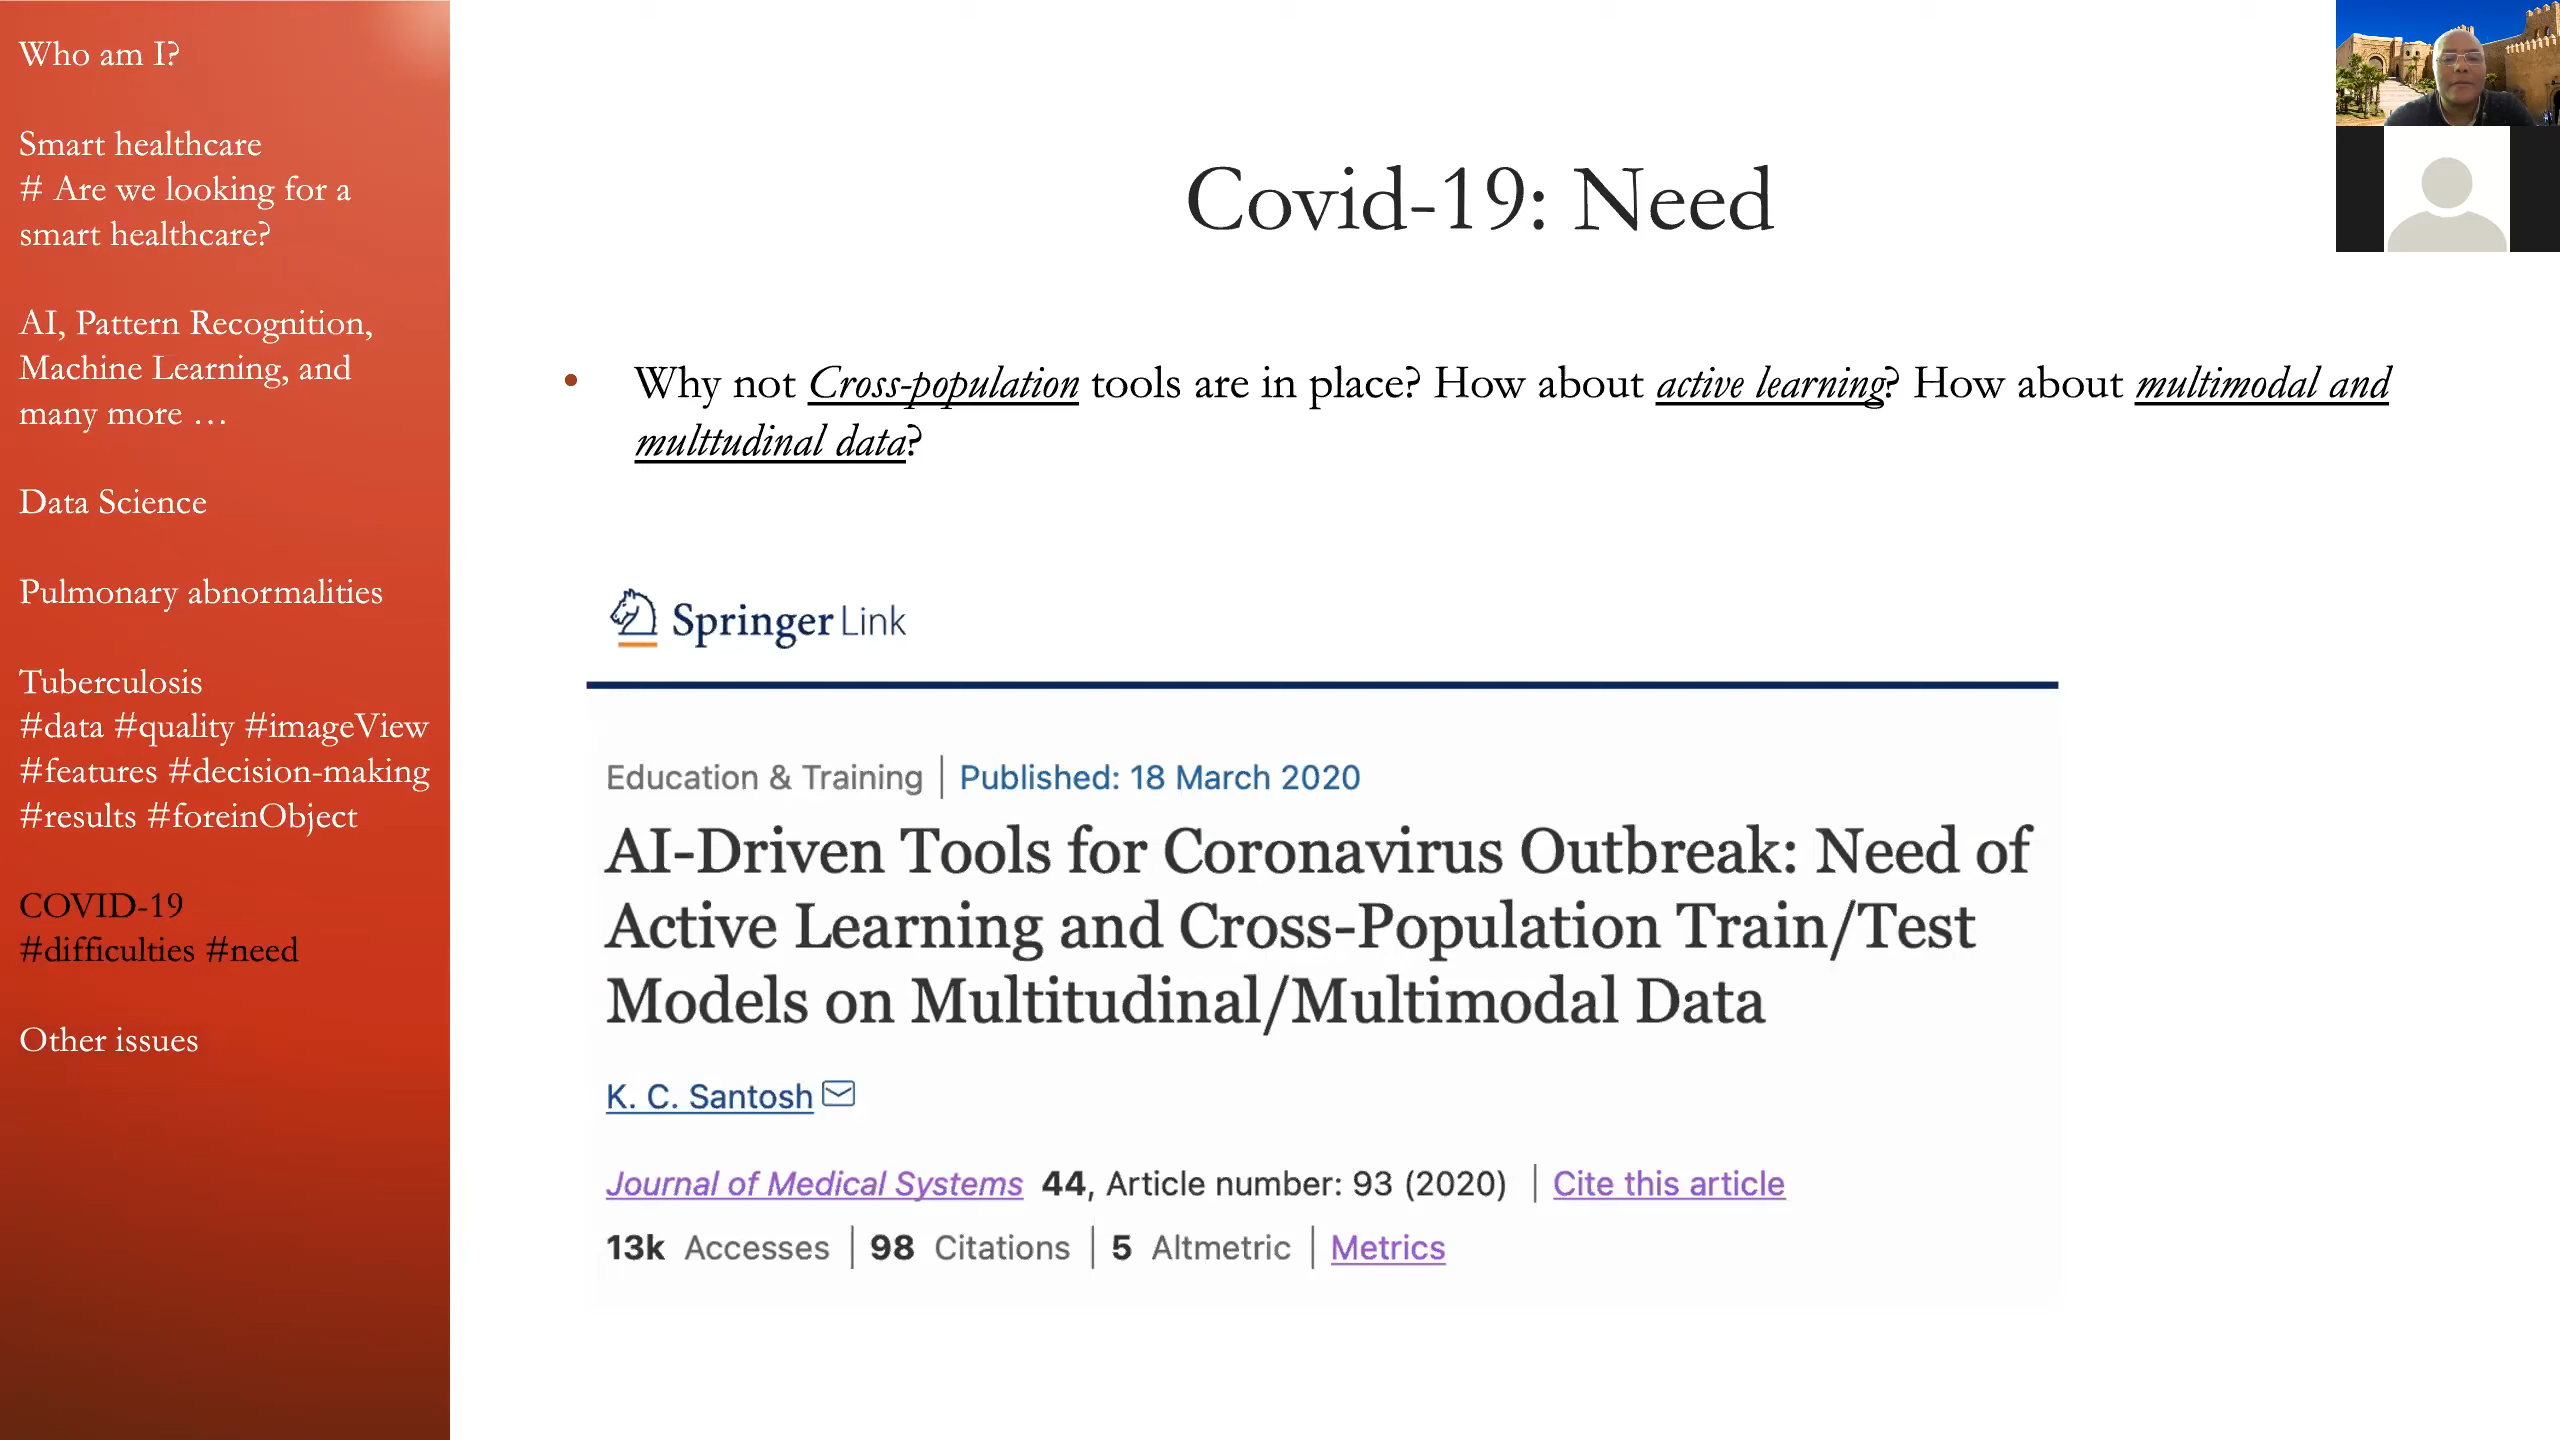 Who am I?
Smart healthcare
# Are we looking for a
smart healthcare?
AI, Pattern Recognition,
Machine Learning, and
many more …
Data Science
Pulmonary abnormalities
Tuberculosis
#data #quality #imageView
#features #decision-making
#results #foreinObject
COVID-19
#difficulties #need
Other issues
Covid-19: Need
• Why not Cross-population tools are in place? How about active learning? How about multimodal and
multtudinal data?
Springer Link
Education & Training | Published: 18 March 2020
AI-Driven Tools for Coronavirus Outbreak: Need of
Active Learning and Cross-Population Train/Test
Models on Multitudinal/Multimodal Data
K. C. Santosh
Journal of Medical Systems 44, Article number: 93 (2020) | Cite this article
13k Accesses | 98 Citations | 5 Altmetric | Metrics